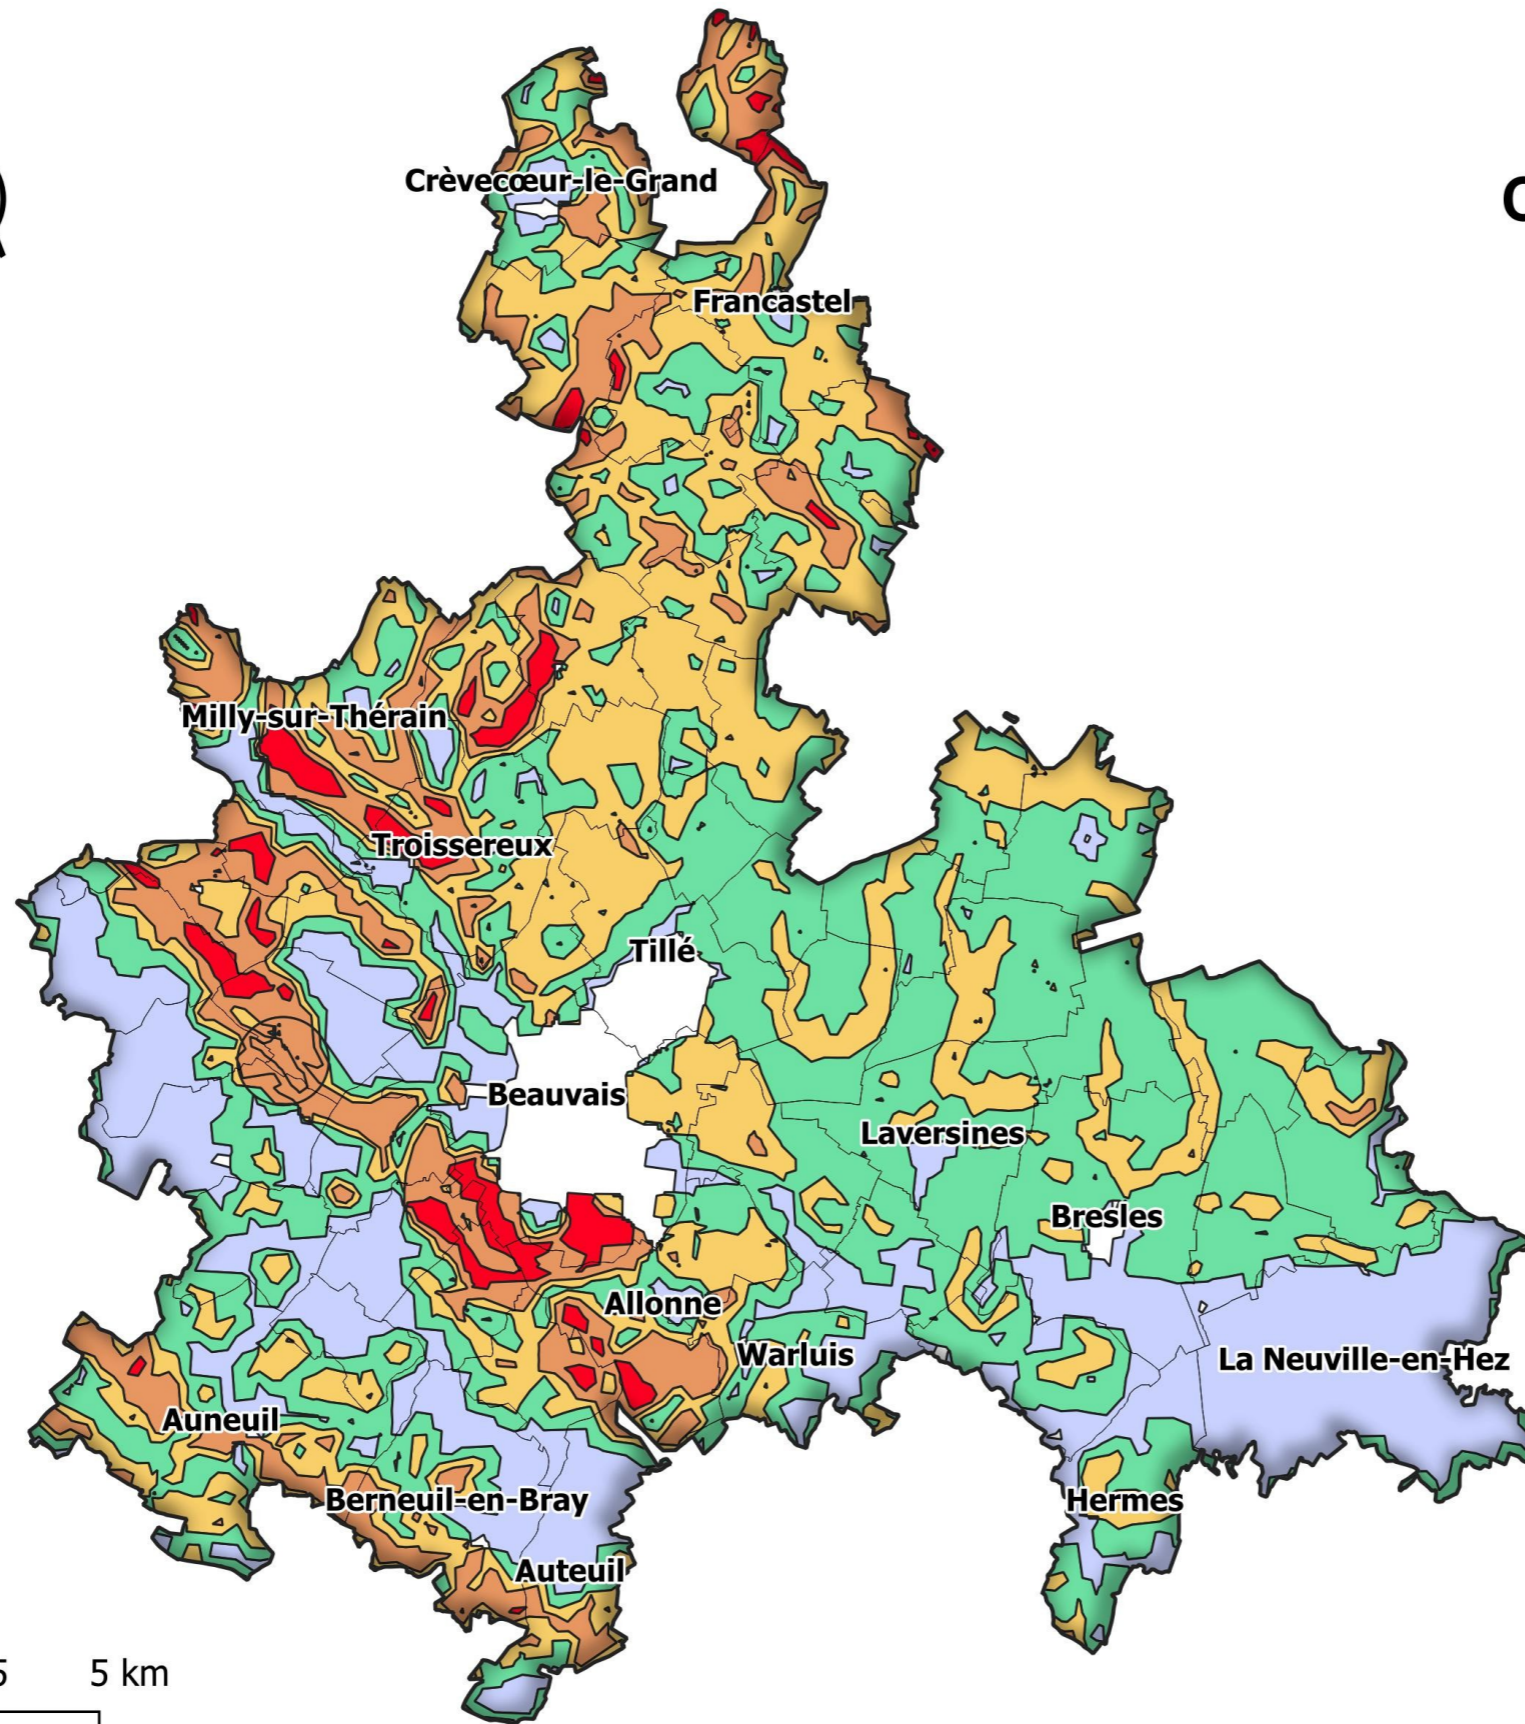 Crèvecœur-le-Grand
Francastel
Milly-sur-Thérain
Troissereux
Tillé
Beauvais
Laversines
Bresles
Allonne
Warluis
La Neuville-en-Hez
Auneuil
Berneuil-en-Bray
Hermes
Auteuil
5 km